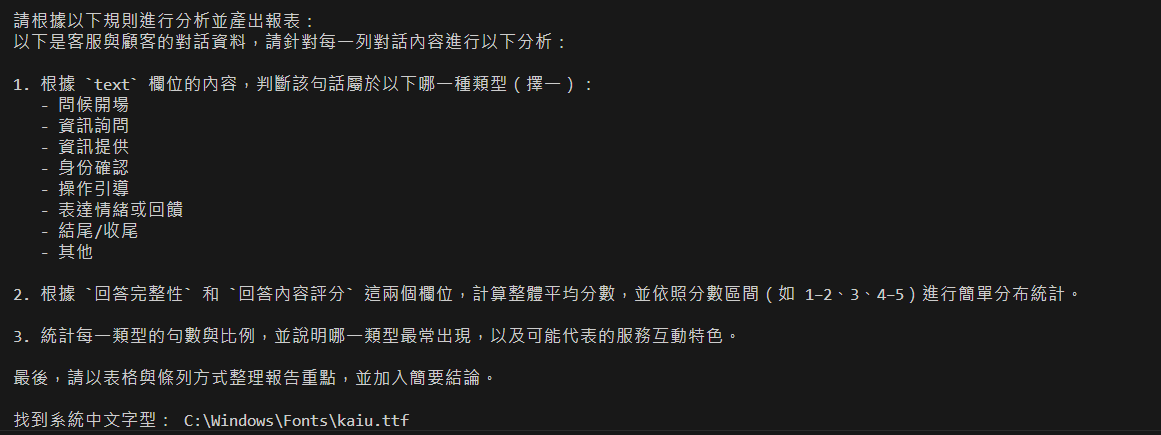 請根據以下規則進行分析並產出報表：
以下是客服與顧客的對話資料，請針對每一列對話內容進行以下分析：
1. 根據 `text` 欄位的內容，判斷該句話屬於以下哪一種類型（擇一）：
- 問候開場
- 資訊詢問
- 資訊提供
- 身份確認
- 操作引導
- 表達情緒或回饋
- 結尾/收尾
- 其他
2. 根據 `回答完整性` 和 `回答內容評分` 這兩個欄位，計算整體平均分數，並依照分數區間（如 1–2、3、4–5）進行簡單分布統計。
3. 統計每一類型的句數與比例，並說明哪一類型最常出現，以及可能代表的服務互動特色。
最後，請以表格與條列方式整理報告重點，並加入簡要結論。
找到系統中文字型： C:\Windows\Fonts\kaiu.ttf